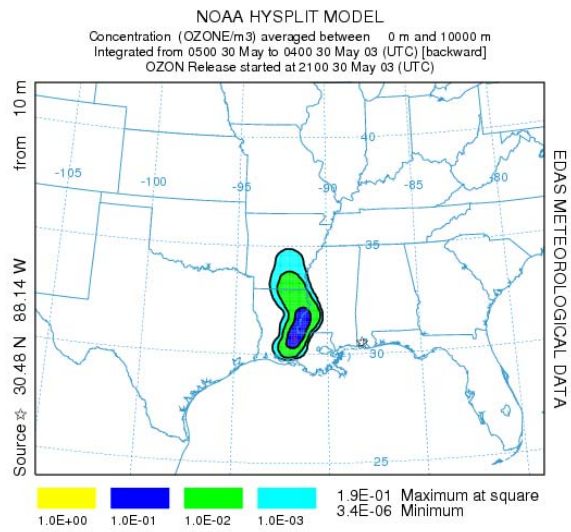 NOAA HYSPLIT MODEL
Concentration (OZONE/m3) averaged between 0 m and 10000 m
Integrated from 0500 30 May to 0400 30 May 03 (UTC) [backward]
OZON Release started at 2100 30 May 03 (UTC)
Source ☆ 30.48 N 88.14 W from 10 m
-105
-100
-95
-90
-85
-80
40
35
30
25
EDAS METEOROLOGICAL DATA
1.0E+00
1.0E-01
1.0E-02
1.0E-03
1.9E-01 Maximum at square
3.4E-06 Minimum